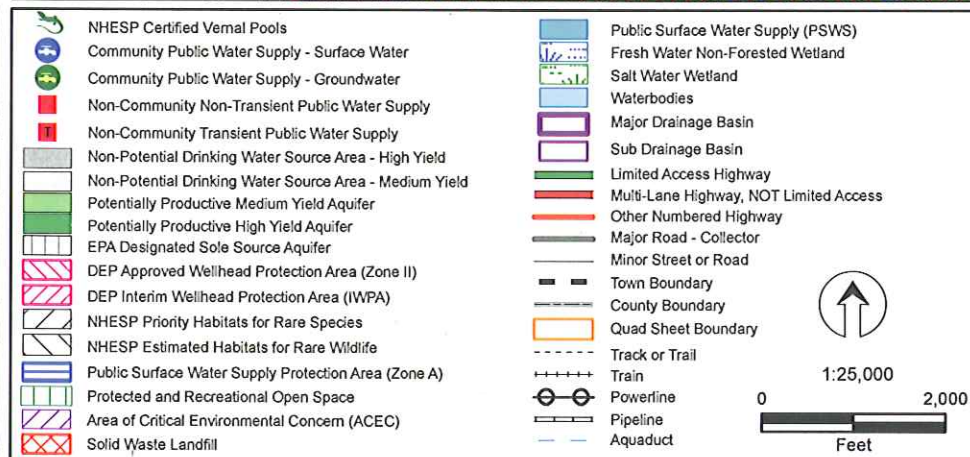 NHESP Certified Vernal Pools
Community Public Water Supply - Surface Water
Community Public Water Supply - Groundwater
Non-Community Non-Transient Public Water Supply
T
Non-Community Transient Public Water Supply
Non-Potential Drinking Water Source Area - High Yield
Non-Potential Drinking Water Source Area - Medium Yield
Potentially Productive Medium Yield Aquifer
Potentially Productive High Yield Aquifer
EPA Designated Sole Source Aquifer
DEP Approved Wellhead Protection Area (Zone II)
DEP Interim Wellhead Protection Area (IWPA)
NHESP Priority Habitats for Rare Species
NHESP Estimated Habitats for Rare Wildlife
Public Surface Water Supply Protection Area (Zone A)
Protected and Recreational Open Space
Area of Critical Environmental Concern (ACEC)
Solid Waste Landfill
Public Surface Water Supply (PSWS)
Fresh Water Non-Forested Wetland
Salt Water Wetland
Waterbodies
Major Drainage Basin
Sub Drainage Basin
Limited Access Highway
Multi-Lane Highway, NOT Limited Access
Other Numbered Highway
Major Road - Collector
Minor Street or Road
Town Boundary
County Boundary
Quad Sheet Boundary
Track or Trail
Train
Powerline
Pipeline
Aquaduct
1:25,000
0 2,000
Feet